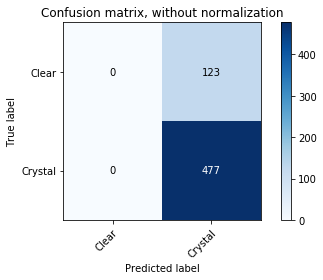 Confusion matrix, without normalization
Clear 0 123
Crystal 0 477
True label
Clear Crystal
Predicted label
400
300
200
100
0